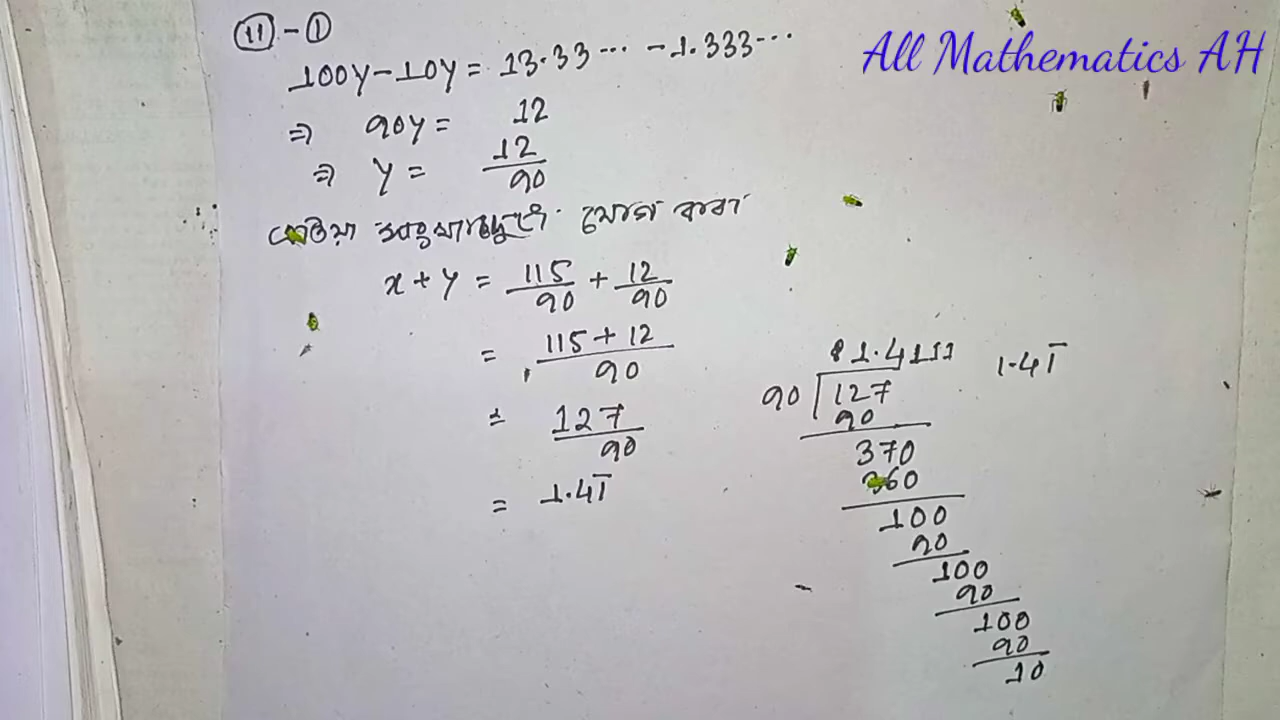 All Mathematics AH
(11) - (1)
100y - 10y = 13.33... - 1.333...
⇒ 90y = 12
⇒ y = 12/90
যোগ করা
x + y = 115/90 + 12/90
= 115 + 12 / 90
= 127/90
= 1.41̅
1.4111
1.41̅
90 127
90
370
360
100
90
100
90
100
90
10